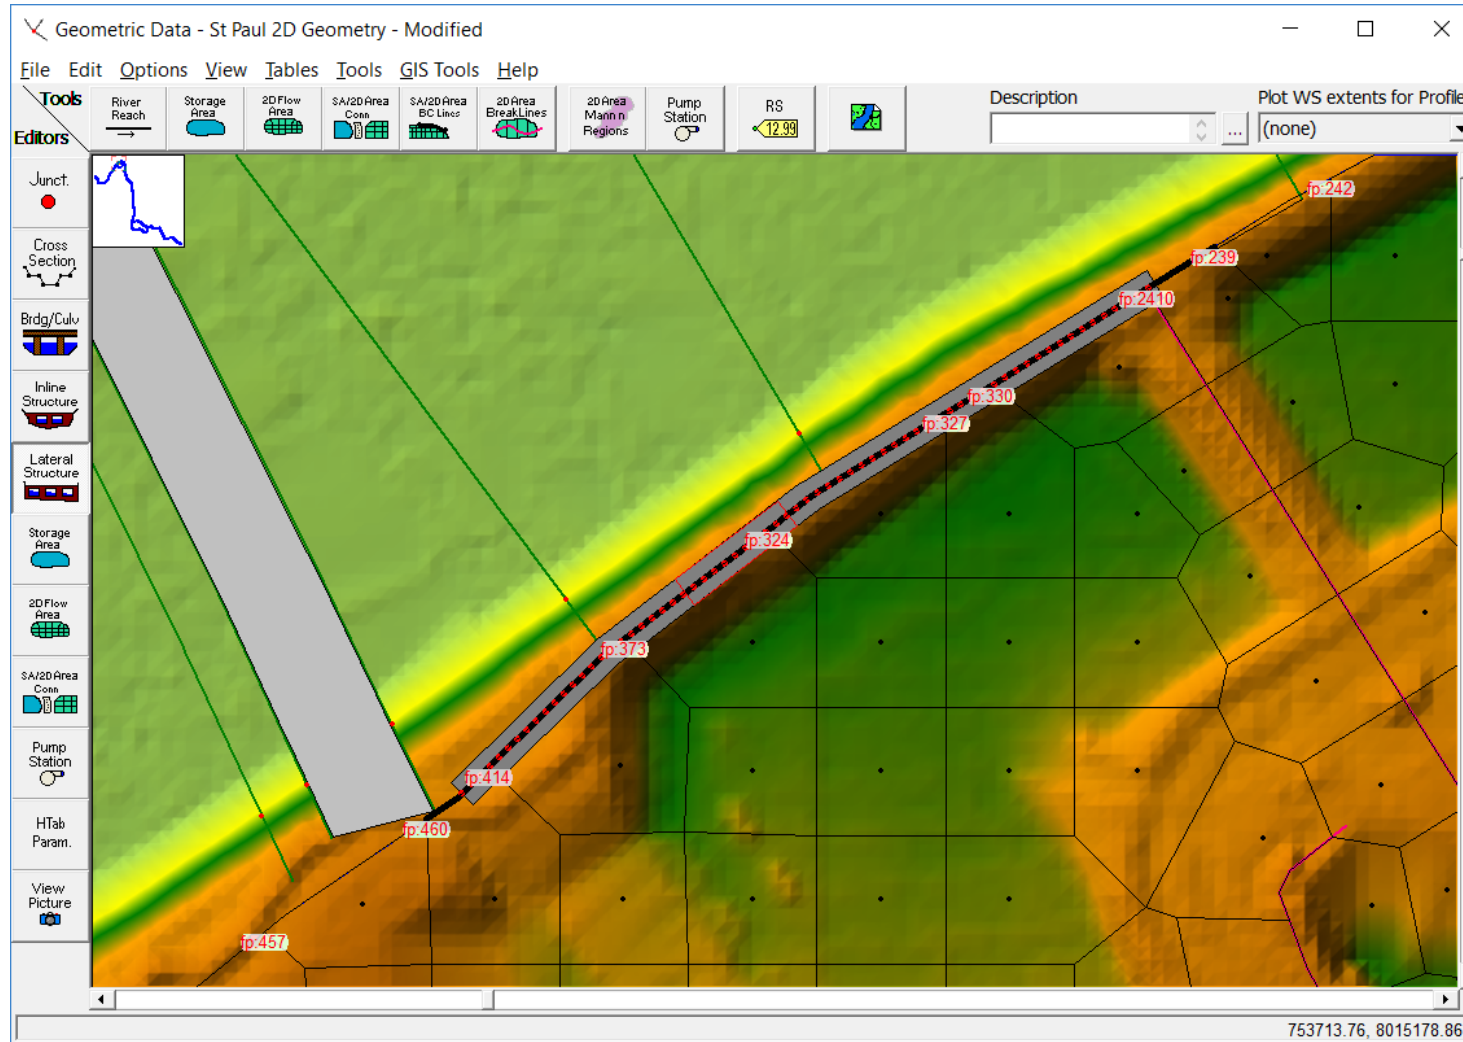 Geometric Data - St Paul 2D Geometry - Modified
File Edit Options View Tables Tools GIS Tools Help
Tools
Editors
River
Reach
Storage
Area
2D Flow
Area
SA/2D Area
Conn
SA/2D Area
BC Lines
2D Area
BreakLines
2D Area
Mann n
Regions
Pump
Station
RS
12.99
Description
...
Plot WS extents for Profile
(none)
Junct.
Cross
Section
Brdg/Culv
Inline
Structure
Lateral
Structure
Storage
Area
2D Flow
Area
SA/2D Area
Conn
Pump
Station
HTab
Param.
View
Picture
fp:242
fp:239
fp:2410
fp:330
fp:327
fp:324
fp:373
fp:414
fp:460
fp:457
753713.76, 8015178.86